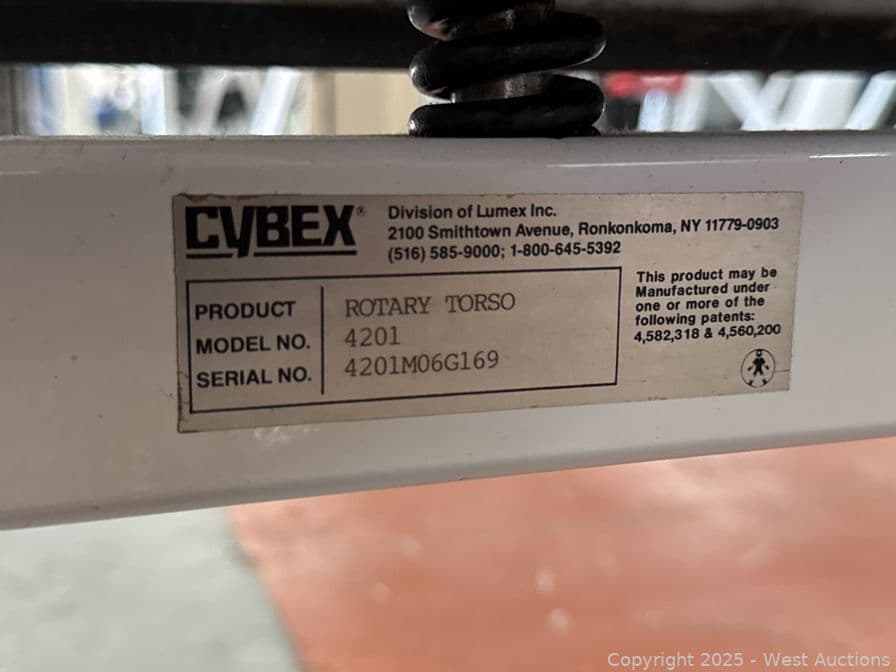 CYBEX®
Division of Lumex Inc.
2100 Smithtown Avenue, Ronkonkoma, NY 11779-0903
(516) 585-9000; 1-800-645-5392
PRODUCT ROTARY TORSO
MODEL NO. 4201
SERIAL NO. 4201M06G169
This product may be
Manufactured under
one or more of the
following patents:
4,582,318 & 4,560,200
Copyright 2025 - West Auctions